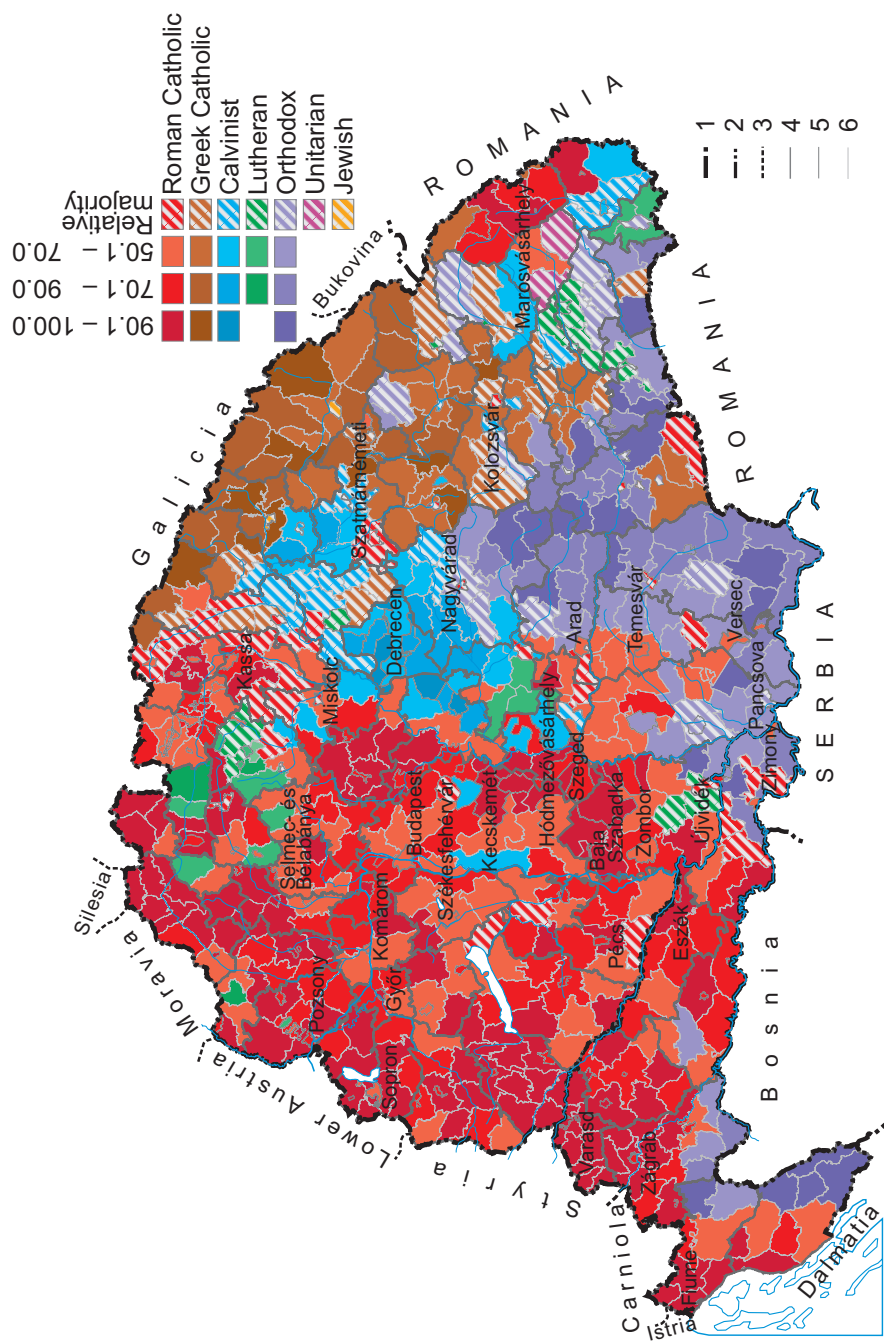 Relative
majority
50.1 – 70.0
70.1 – 90.0
90.1 – 100.0
Roman Catholic
Greek Catholic
Calvinist
Lutheran
Orthodox
Unitarian
Jewish
Silesia
Moravia
Lower Austria
Styria
Carniola
Istria
Dalmatia
Bosnia
SERBIA
ROMANIA
ROMANIA
Bukovina
Galicia
Pozsony
Sopron
Győr
Komárom
Selmec- és
Bélabánya
Budapest
Székesfehérvár
Kecskemét
Kassa
Miskolc
Debrecen
Szatmárnémeti
Nagyvárad
Kolozsvár
Marosvásárhely
Hódmezővásárhely
Szeged
Arad
Temesvár
Versec
Pancsova
Zimony
Baja
Szabadka
Zombor
Újvidék
Pécs
Eszék
Varasd
Zágráb
Fiume
1
2
3
4
5
6